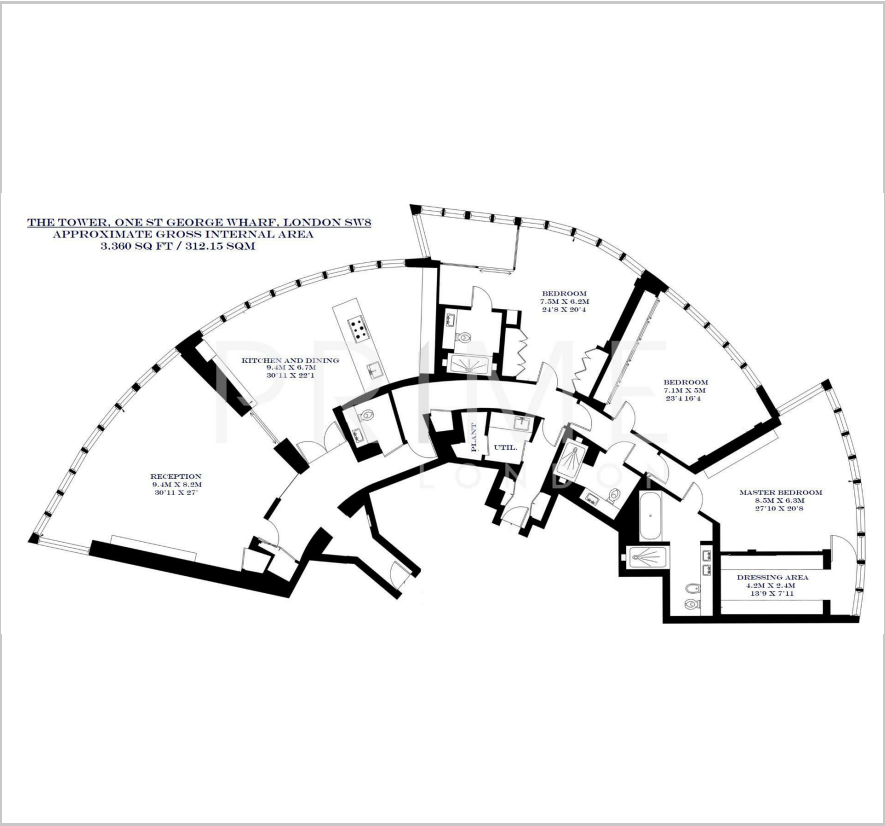 THE TOWER, ONE ST GEORGE WHARF, LONDON SW8
APPROXIMATE GROSS INTERNAL AREA
3,360 SQ FT / 312.15 SQM
BEDROOM
7.5M X 6.2M
24'8 X 20'4
KITCHEN AND DINING
9.4M X 6.7M
30'11 X 22'1
BEDROOM
7.1M X 5M
23'4 16'4
PRIME
LONDON
PLANT
UTIL.
RECEPTION
9.4M X 8.2M
30'11 X 27'
MASTER BEDROOM
8.5M X 6.3M
27'10 X 20'8
DRESSING AREA
4.2M X 2.4M
13'9 X 7'11